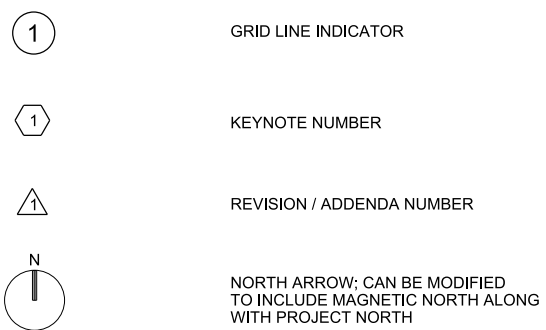 1 GRID LINE INDICATOR
1 KEYNOTE NUMBER
1 REVISION / ADDENDA NUMBER
N
NORTH ARROW; CAN BE MODIFIED
TO INCLUDE MAGNETIC NORTH ALONG
WITH PROJECT NORTH